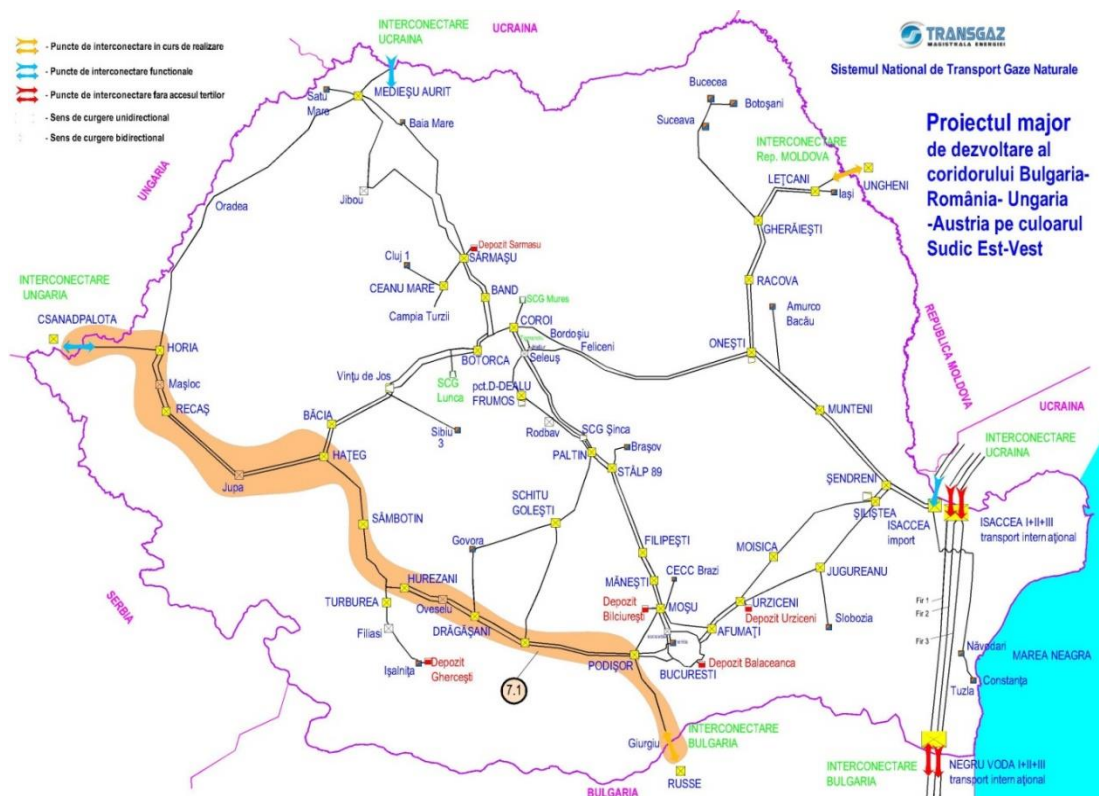 - Puncte de interconectare in curs de realizare
- Puncte de interconectare functionale
- Puncte de interconectare fara accesul tertilor
- Sens de curgere unidirectional
- Sens de curgere bidirectional
INTERCONECTARE
UCRAINA
UCRAINA
TRANSGAZ
MAGISTRALA ENERGIEI
Sistemul National de Transport Gaze Naturale
Proiectul major
de dezvoltare al
coridorului Bulgaria-
România- Ungaria
-Austria pe culoarul
Sudic Est-Vest
MEDIEŞU AURIT
Satu
Mare
Baia Mare
Bucecea
Botoşani
Suceava
INTERCONECTARE
Rep. MOLDOVA
LEŢCANI
UNGHENI
Iaşi
UNGARIA
Jibou
Oradea
GHERĂIEŞTI
Depozit Sarmasu
SĂRMAŞU
Cluj 1
CEANU MARE
BAND
Campia Turzii
RACOVA
Amurco
Bacău
SCG Mures
COROI
Bordoşiu
Feliceni
ONEŞTI
REPUBLICA MOLDOVA
INTERCONECTARE
UNGARIA
CSANADPALOTA
HORIA
BOTORCA
Seleuş
Maşloc
Vinţu de Jos
SCG
Lunca
pct.D-DEALU
FRUMOS
RECAŞ
BĂCIA
Sibiu
3
Rodbav
SCG Şinca
Braşov
MUNTENI
UCRAINA
INTERCONECTARE
UCRAINA
HAŢEG
PALTIN
STÂLP 89
Jupa
ŞENDRENI
ŞILIŞTEA
ISACCEA
import
ISACCEA I+II+III
transport internaţional
SCHITU
GOLEŞTI
SÂMBOTIN
Govora
FILIPEŞTI
MOISICA
CECC Brazi
JUGUREANU
HUREZANI
MĂNEŞTI
Oveselu
TURBUREA
Depozit
Bilciureşti
MOŞU
URZICENI
Depozit Urziceni
Slobozia
Fir 1
Fir 2
Fir 3
SERBIA
Filiasi
DRĂGĂŞANI
AFUMAŢI
Năvodari
MAREA NEAGRA
Işalniţa
Depozit
Gherceşti
PODIŞOR
BUCURESTI
Depozit Balaceanca
Constanţa
Tuzla
7.1
Giurgiu
INTERCONECTARE
BULGARIA
RUSSE
BULGARIA
INTERCONECTARE
BULGARIA
NEGRU VODA I+II+III
transport internaţional